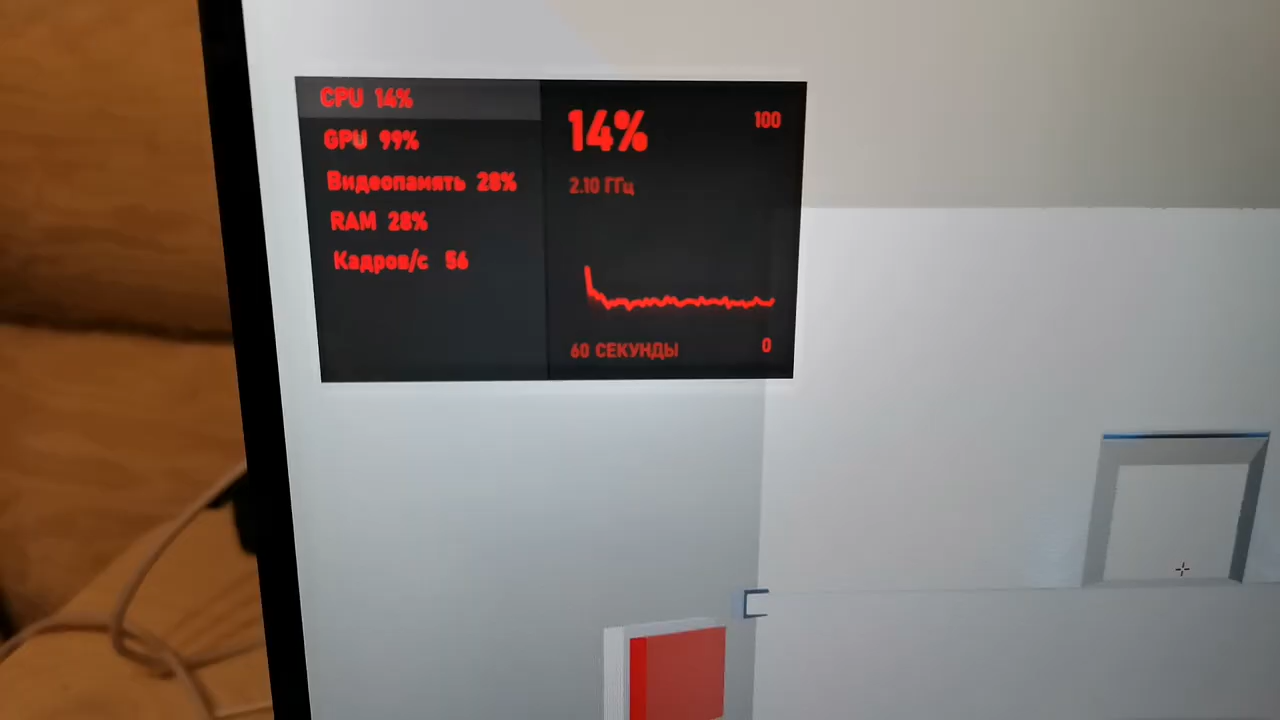 CPU 14%
GPU 99%
Видеопамять 28%
RAM 28%
Кадров/с 56
14%
100
2.10 ГГц
60 СЕКУНДЫ
0